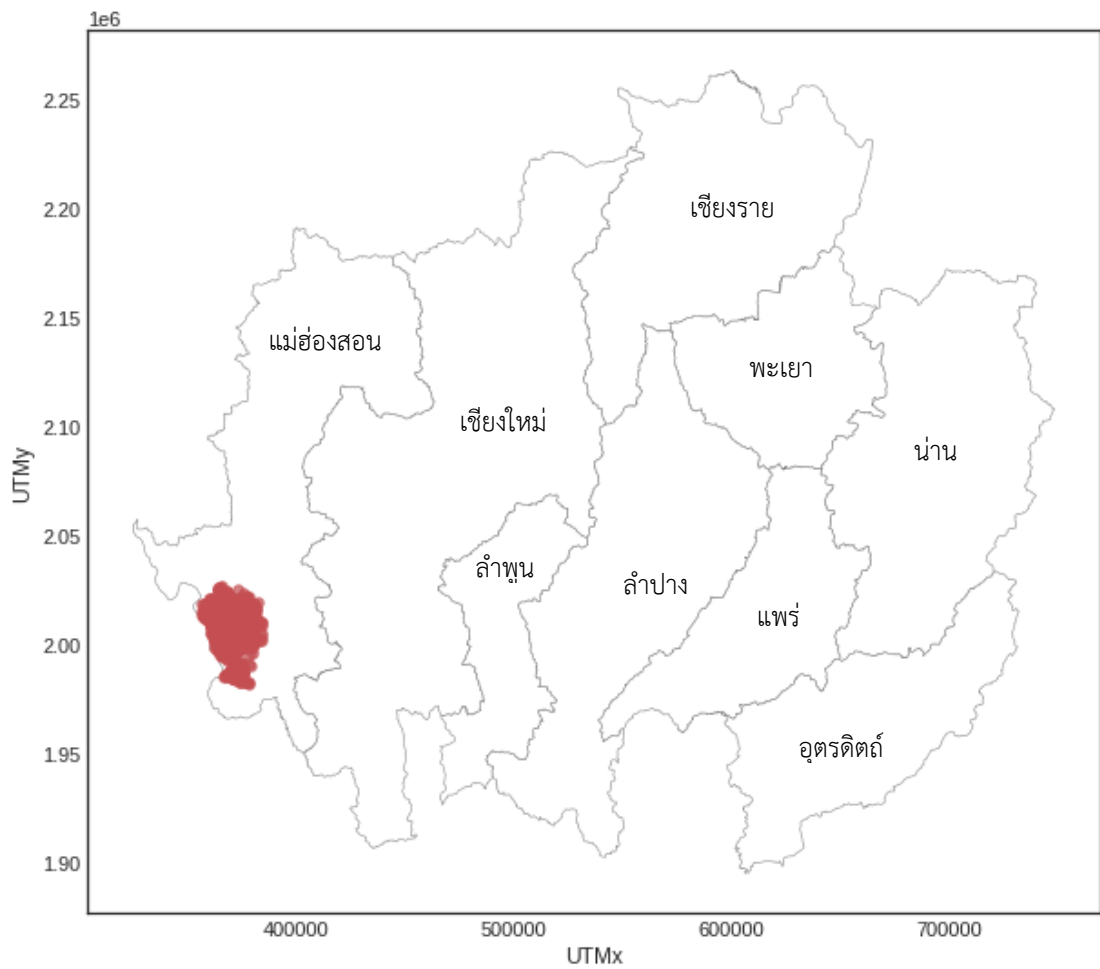 1e6
2.25
2.20
2.15
2.10
2.05
2.00
1.95
1.90
UTMy
เชียงราย
แม่ฮ่องสอน
พะเยา
เชียงใหม่
น่าน
ลำพูน
ลำปาง
แพร่
อุตรดิตถ์
400000 500000 600000 700000
UTMx